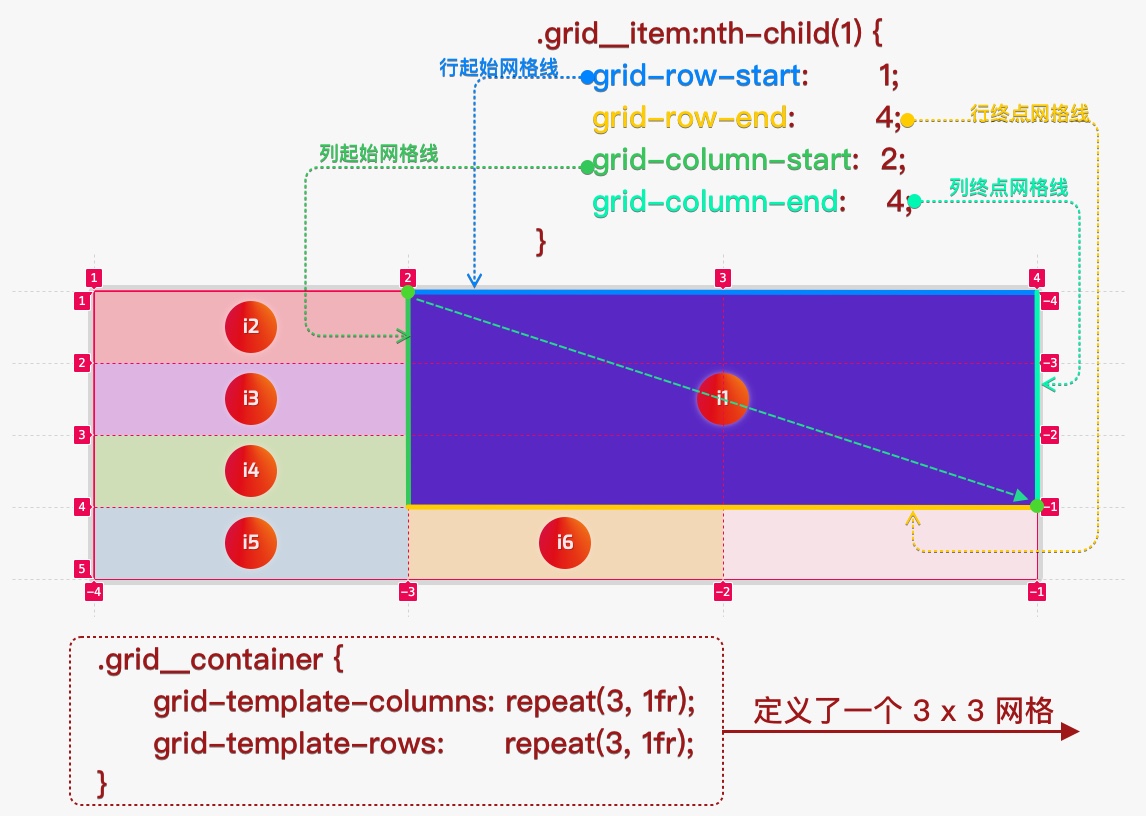 .grid__item:nth-child(1) {
行起始网格线
grid-row-start: 1;
grid-row-end: 4;
行终点网格线
列起始网格线
grid-column-start: 2;
grid-column-end: 4;
列终点网格线
}
1 2 3 4
1 -4
i2
2 -3
i3 i1
3 -2
i4
4 -1
i5 i6
5
-4 -3 -2 -1
.grid__container {
grid-template-columns: repeat(3, 1fr);
grid-template-rows: repeat(3, 1fr);
}
定义了一个 3 x 3 网格